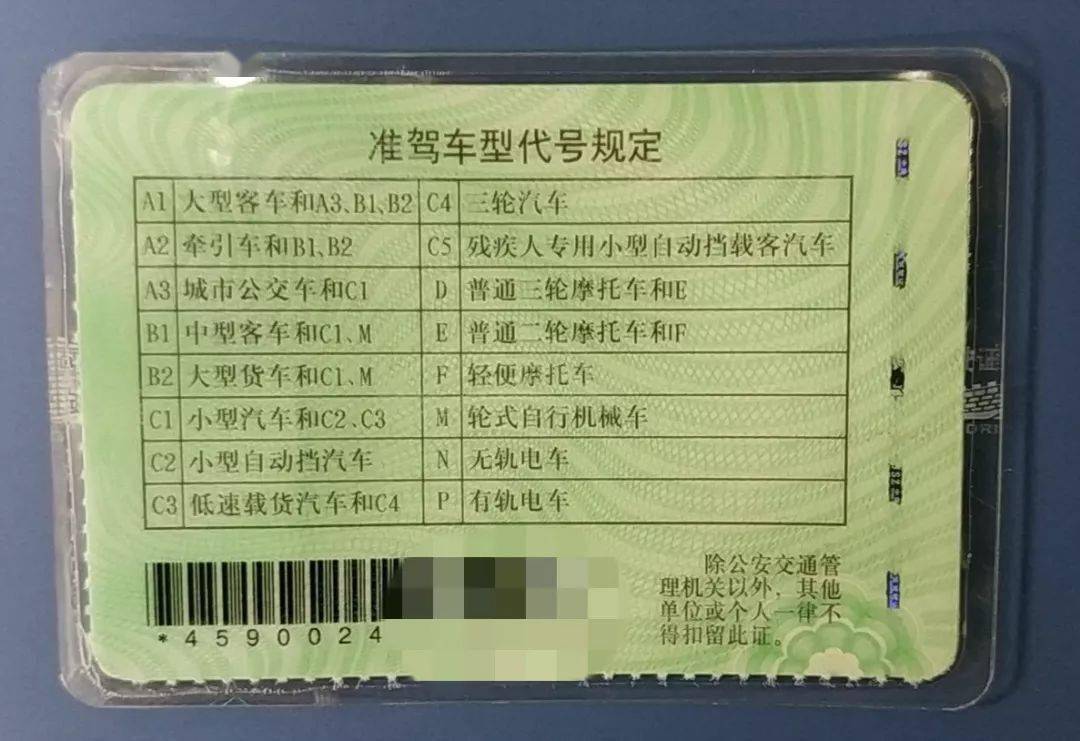 准驾车型代号规定
A1 大型客车和A3、B1、B2 C4 三轮汽车
A2 牵引车和B1、B2 C5 残疾人专用小型自动挡载客汽车
A3 城市公交车和C1 D 普通三轮摩托车和E
B1 中型客车和C1、M E 普通二轮摩托车和F
B2 大型货车和C1、M F 轻便摩托车
C1 小型汽车和C2、C3 M 轮式自行机械车
C2 小型自动挡汽车 N 无轨电车
C3 低速载货汽车和C4 P 有轨电车
除公安交通管
理机关以外，其他
单位或个人一律不
得扣留此证。
*4590024